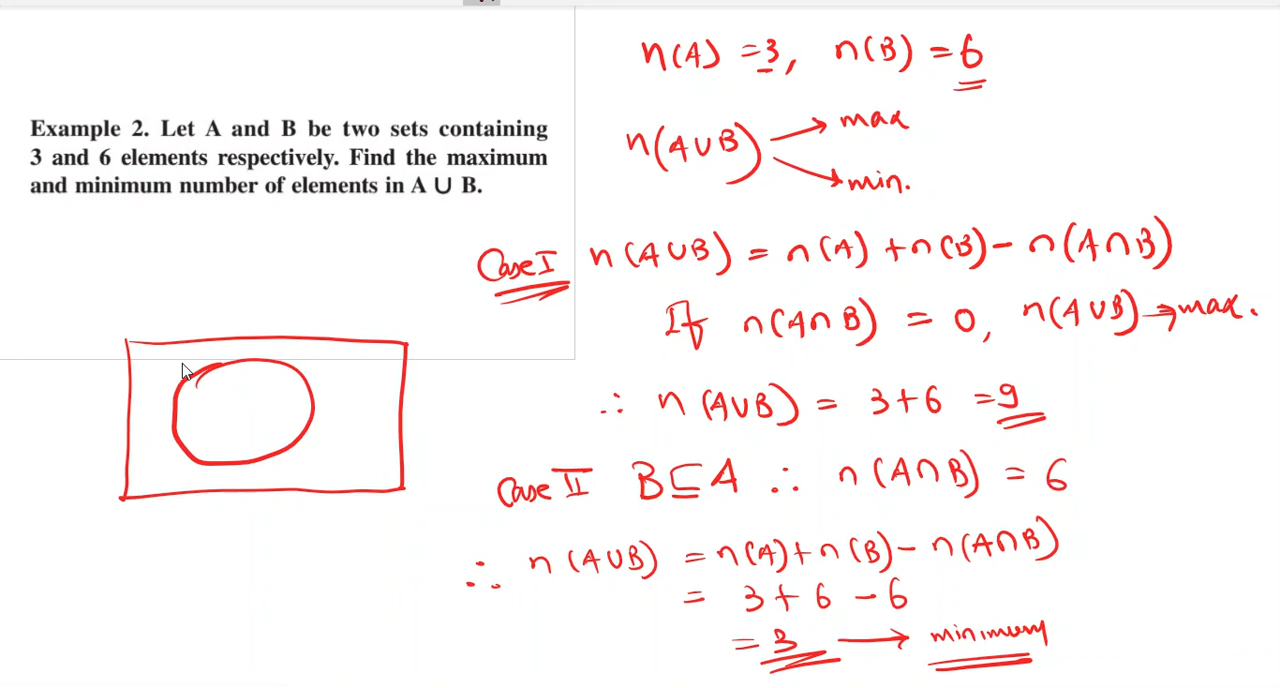 Example 2. Let A and B be two sets containing
3 and 6 elements respectively. Find the maximum
and minimum number of elements in A ∪ B.
n(A) = 3, n(B) = 6
n(A∪B) → max
→ min.
Case I n(A∪B) = n(A) + n(B) - n(A∩B)
If n(A∩B) = 0, n(A∪B) → max.
∴ n(A∪B) = 3+6 = 9
Case II B⊆A ∴ n(A∩B) = 6
∴ n(A∪B) = n(A)+n(B) - n(A∩B)
= 3+6-6
= 3 → minimum